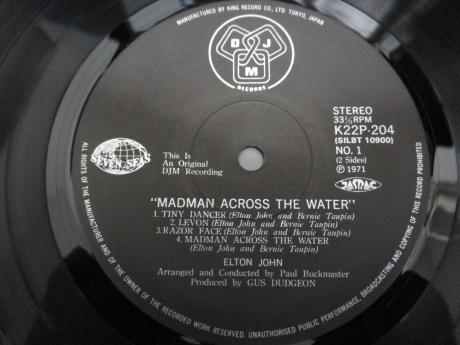 MANUFACTURED BY KING RECORD CO., LTD. TOKYO, JAPAN
D J M
RECORDS
STEREO
33⅓RPM
K22P-204
(SILBT 10900)
NO. 1
(2 Sides)
Ⓟ 1971
JASRAC
SEVEN SEAS
This Is
An Original
DJM Recording
"MADMAN ACROSS THE WATER"
1. TINY DANCER (Elton John and Bernie Taupin)
2. LEVON (Elton John and Bernie Taupin)
3. RAZOR FACE (Elton John and Bernie Taupin)
4. MADMAN ACROSS THE WATER
(Elton John and Bernie Taupin)
ELTON JOHN
Arranged and Conducted by Paul Buckmaster
Produced by GUS DUDGEON
ALL RIGHTS OF THE MANUFACTURER AND OF THE OWNER OF THE RECORDED WORK RESERVED. UNAUTHORISED PUBLIC PERFORMANCE, BROADCASTING AND COPYING OF THIS RECORD PROHIBITED